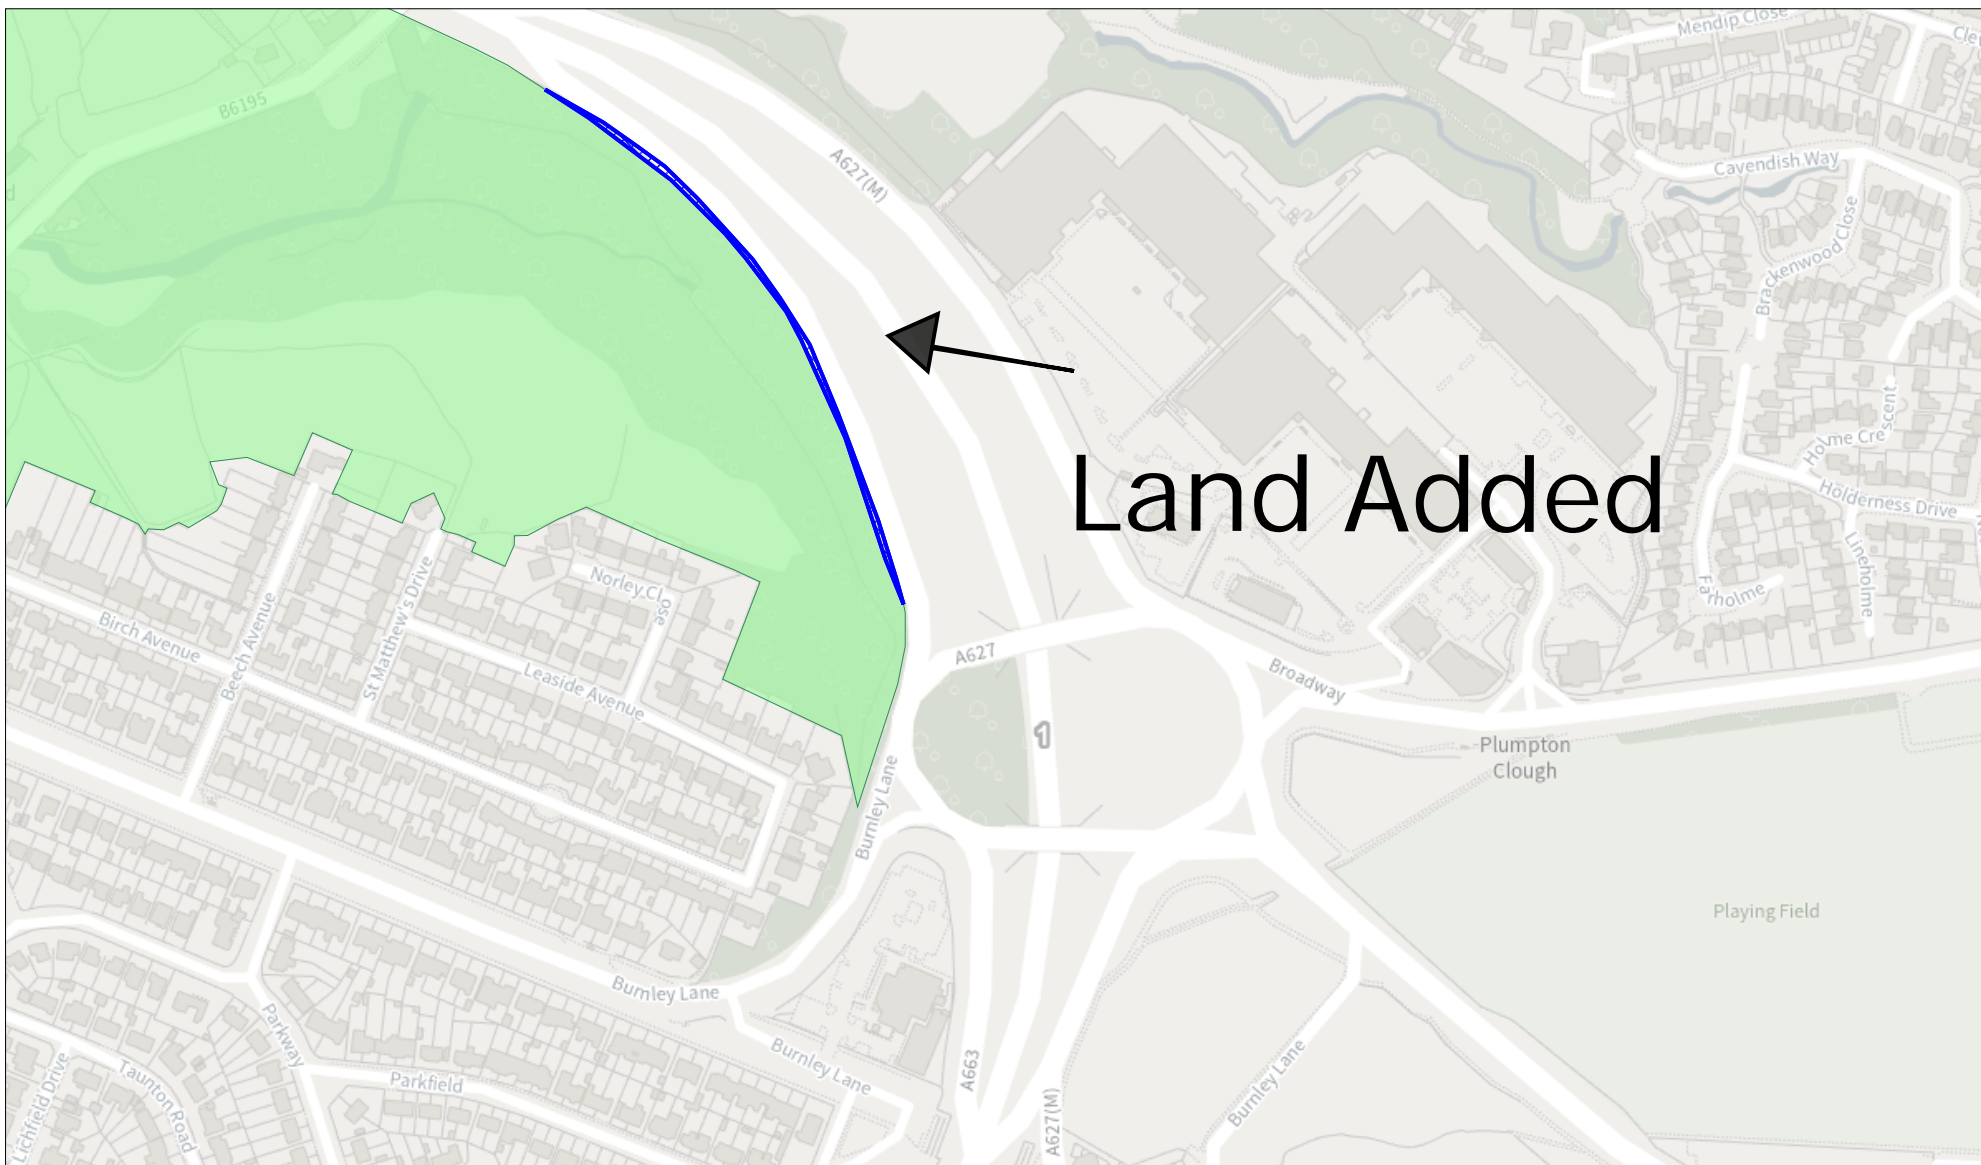 Mendip Close
Cle
B6195
A627(M)
Cavendish Way
Brackenwood Close
Holme Crescent
Land Added
Holderness Drive
Lineholme
Farholme
Norley Close
Birch Avenue
Beech Avenue
St Matthew's Drive
Leaside Avenue
A627
Broadway
1
Plumpton
Clough
Burnley Lane
Playing Field
Burnley Lane
Parkway
Burnley Lane
Taunton Road
Lichfield Drive
Parkfield
A663
A627(M)
Burnley Lane